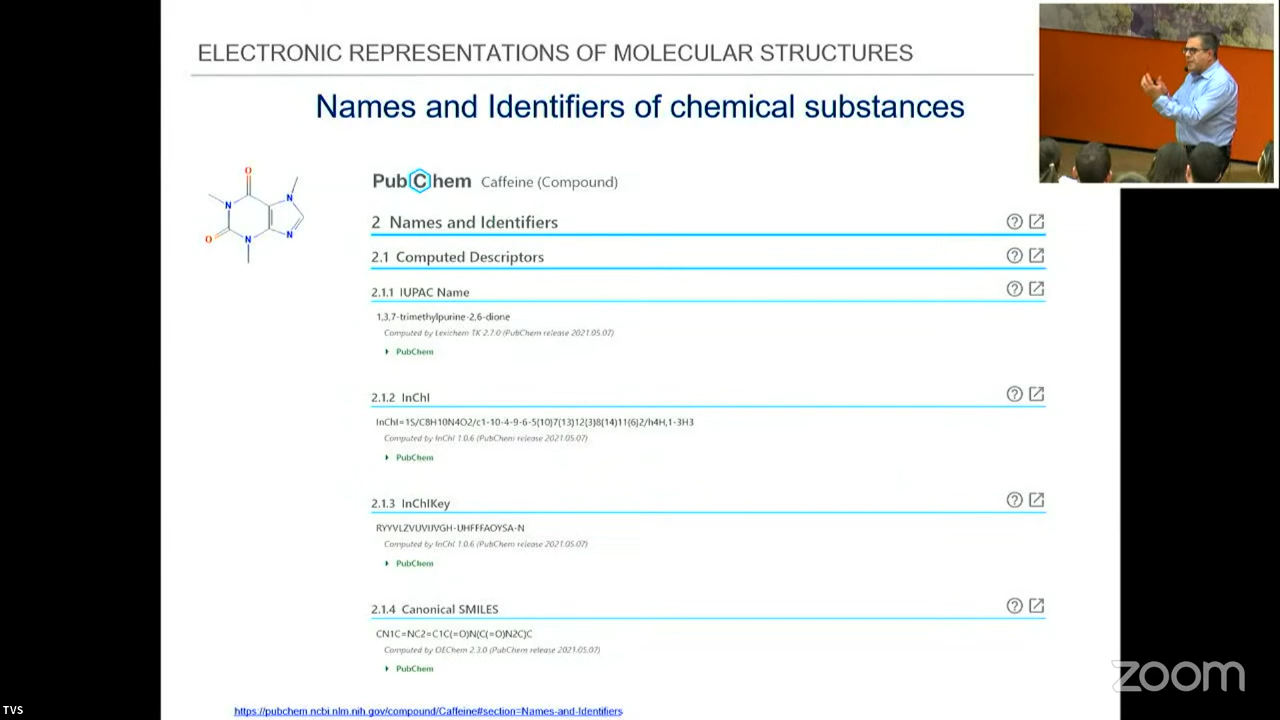 ELECTRONIC REPRESENTATIONS OF MOLECULAR STRUCTURES
Names and Identifiers of chemical substances
O
N
N
O
N
N
PubChem Caffeine (Compound)
2 Names and Identifiers
2.1 Computed Descriptors
2.1.1 IUPAC Name
1,3,7-trimethylpurine-2,6-dione
Computed by Lexichem TK 2.7.0 (PubChem release 2021.05.07)
PubChem
2.1.2 InChI
InChI=1S/C8H10N4O2/c1-10-4-9-6-5(10)7(13)12(3)8(14)11(6)2/h4H,1-3H3
Computed by InChI 1.0.6 (PubChem release 2021.05.07)
PubChem
2.1.3 InChIKey
RYYVLZVUVIJVGH-UHFFFAOYSA-N
Computed by InChI 1.0.6 (PubChem release 2021.05.07)
PubChem
2.1.4 Canonical SMILES
CN1C=NC2=C1C(=O)N(C(=O)N2C)C
Computed by OEChem 2.3.0 (PubChem release 2021.05.07)
PubChem
https://pubchem.ncbi.nlm.nih.gov/compound/Caffeine#section=Names-and-Identifiers
TVS
zoom